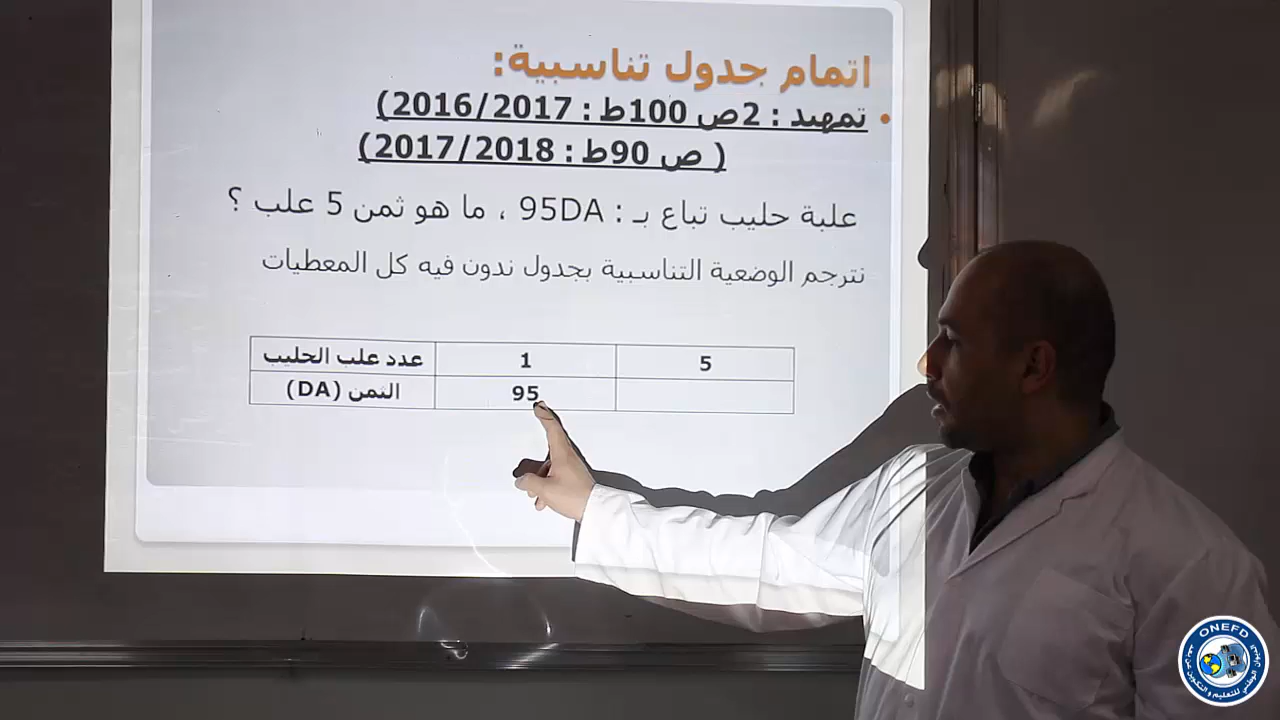 اتمام جدول تناسبية:
• تمهيد : 2ص 100ط : 2016/2017)
( ص 90ط : 2017/2018)
علبة حليب تباع بـ : 95DA ، ما هو ثمن 5 علب ؟
نترجم الوضعية التناسبية بجدول ندون فيه كل المعطيات
عدد علب الحليب 1 5
الثمن (DA) 95
ONEFD